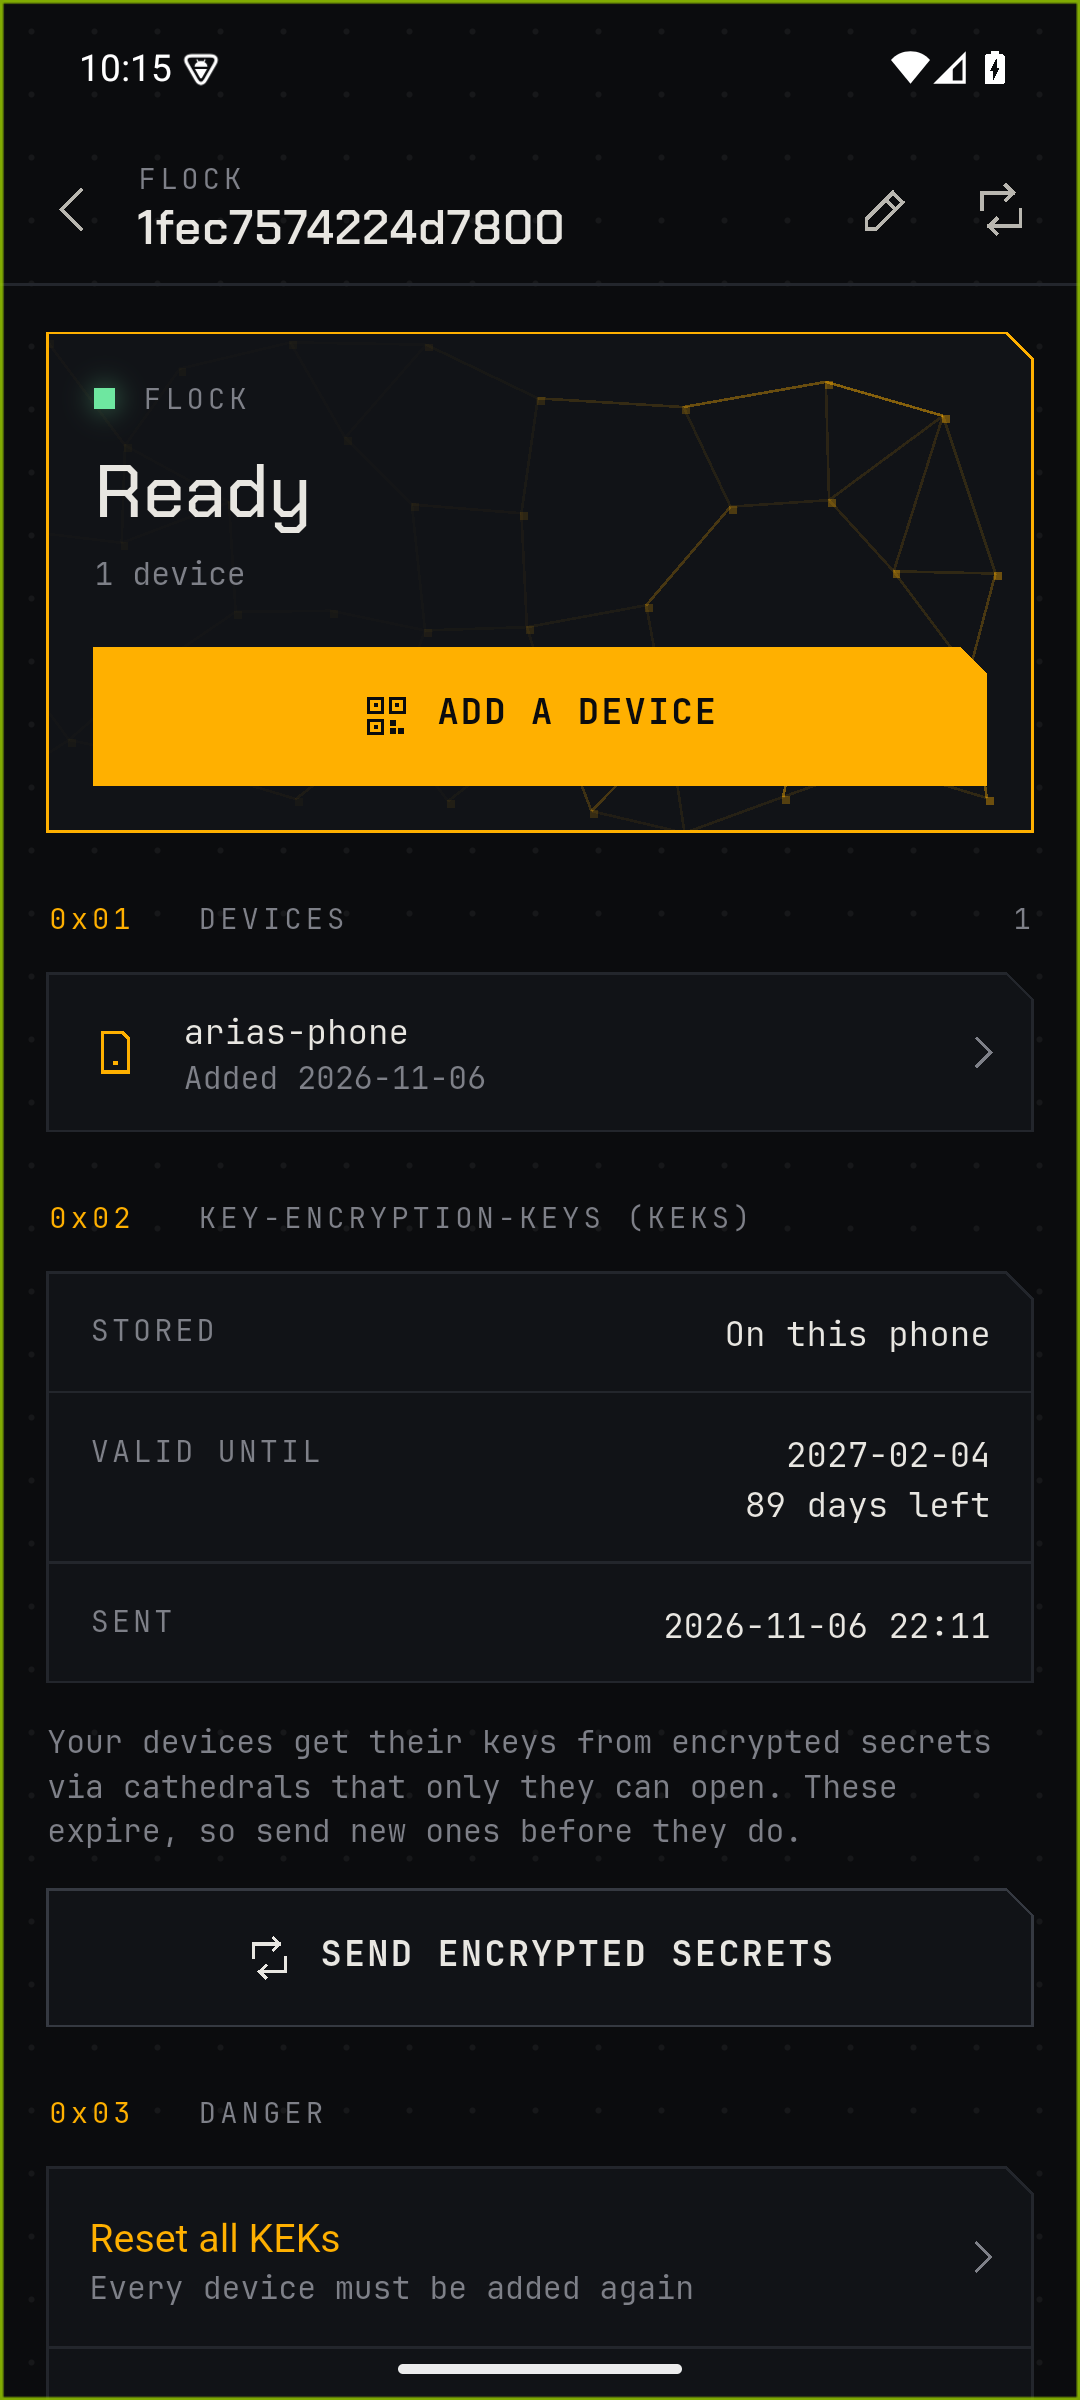 10:15
FLOCK
1fec7574224d7800
FLOCK
Ready
1 device
ADD A DEVICE
0x01 DEVICES 1
arias-phone
Added 2026-11-06
0x02 KEY-ENCRYPTION-KEYS (KEKS)
STORED On this phone
VALID UNTIL 2027-02-04
89 days left
SENT 2026-11-06 22:11
Your devices get their keys from encrypted secrets
via cathedrals that only they can open. These
expire, so send new ones before they do.
SEND ENCRYPTED SECRETS
0x03 DANGER
Reset all KEKs
Every device must be added again